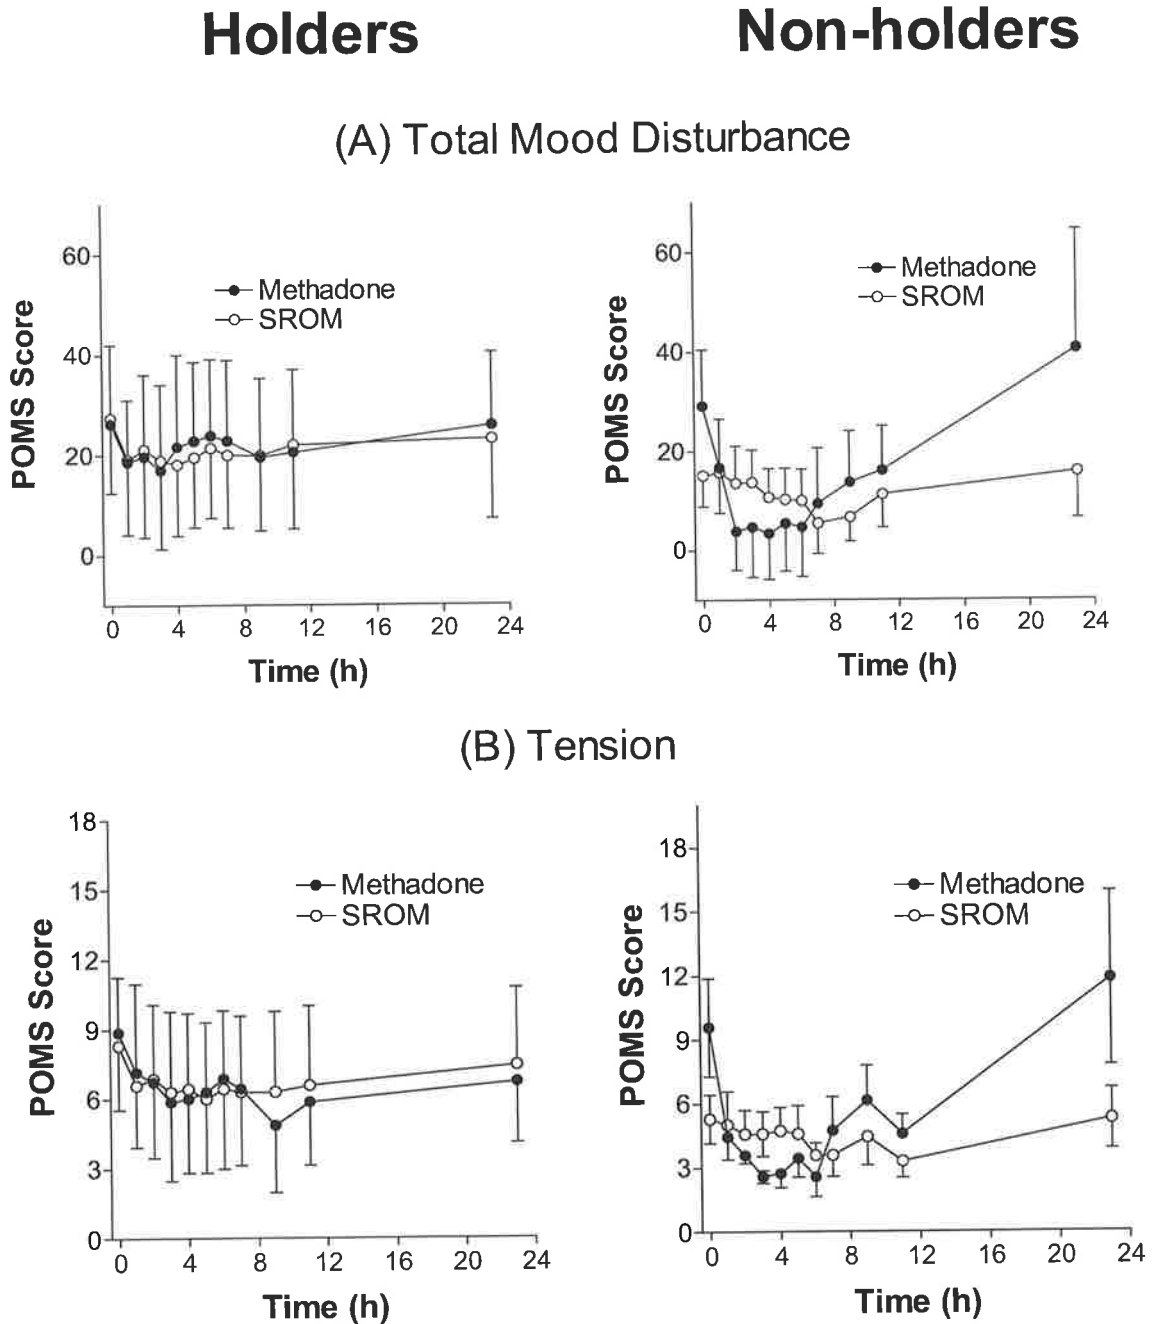 Holders Non-holders
(A) Total Mood Disturbance
60
40
20
0
POMS Score
Methadone
SROM
0 4 8 12 16 20 24
Time (h)
60
40
20
0
POMS Score
Methadone
SROM
0 4 8 12 16 20 24
Time (h)
(B) Tension
18
15
12
9
6
3
0
POMS Score
Methadone
SROM
0 4 8 12 16 20 24
Time (h)
18
15
12
9
6
3
0
POMS Score
Methadone
SROM
0 4 8 12 16 20 24
Time (h)